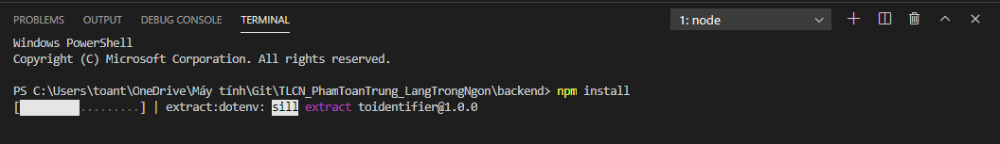 PROBLEMS OUTPUT DEBUG CONSOLE TERMINAL 1: node
Windows PowerShell
Copyright (C) Microsoft Corporation. All rights reserved.
PS C:\Users\toant\OneDrive\Máy tính\Git\TLCN_PhamToanTrung_LangTrongNgon\backend> npm install
[         .........] | extract:dotenv: sill extract toidentifier@1.0.0